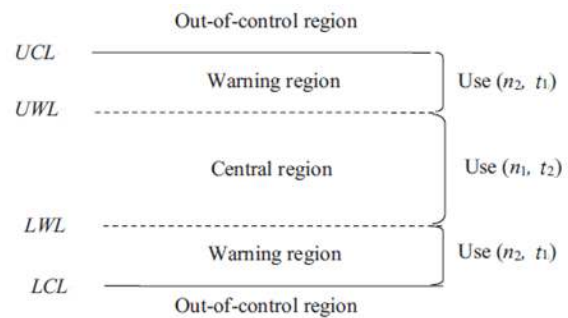 Out-of-control region
UCL
Warning region Use (n₂, t₁)
UWL
Central region Use (n₁, t₂)
LWL
Warning region Use (n₂, t₁)
LCL
Out-of-control region